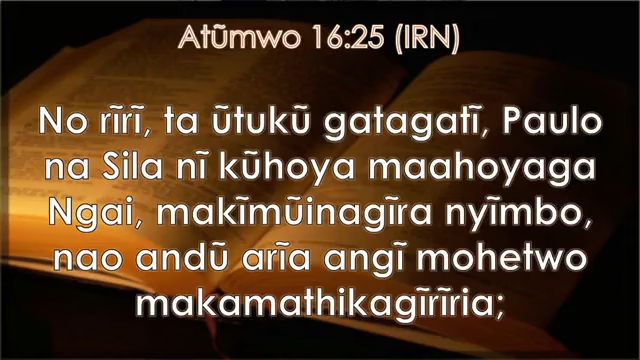 Atũmwo 16:25 (IRN)
No rĩrĩ, ta ũtukũ gatagatĩ, Paulo
na Sila nĩ kũhoya maahoyaga
Ngai, makĩmũinagĩra nyĩmbo,
nao andũ arĩa angĩ mohetwo
makamathikagĩrĩria;